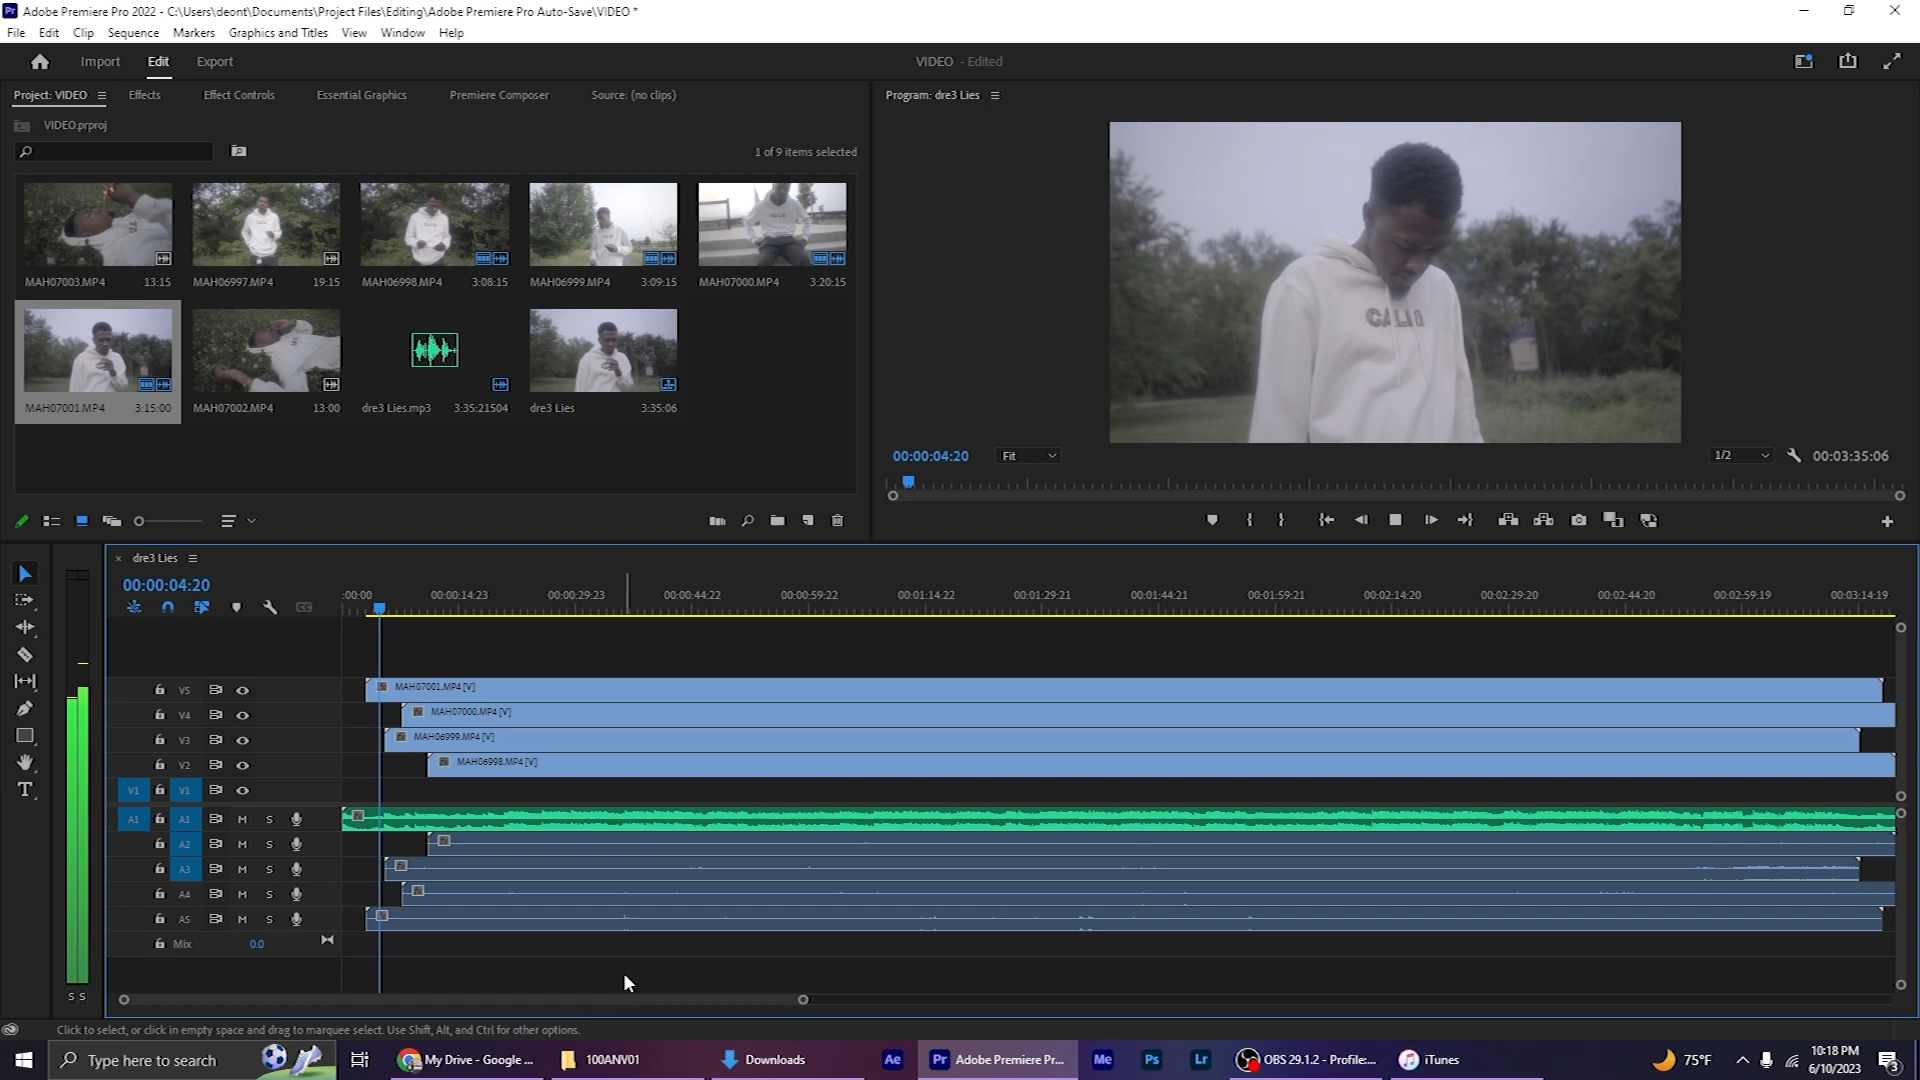 Adobe Premiere Pro 2022 - C:\Users\deont\Documents\Project Files\Editing\Adobe Premiere Pro Auto-Save\VIDEO *
File Edit Clip Sequence Markers Graphics and Titles View Window Help
Import Edit Export VIDEO - Edited
Project: VIDEO Effects Effect Controls Essential Graphics Premiere Composer Source: (no clips) Program: dre3 Lies
VIDEO.prproj
1 of 9 items selected
MAH07003.MP4 13:15 MAH06997.MP4 19:15 MAH06998.MP4 3:08:15 MAH06999.MP4 3:09:15 MAH07000.MP4 3:20:15
CALI
MAH07001.MP4 3:15:00 MAH07002.MP4 13:00 dre3 Lies.mp3 3:35:21504 dre3 Lies 3:35:06
00:00:04:20 Fit 1/2 00:03:35:06
dre3 Lies
00:00:04:20
:00:00 00:00:14:23 00:00:29:23 00:00:44:22 00:00:59:22 00:01:14:22 00:01:29:21 00:01:44:21 00:01:59:21 00:02:14:20 00:02:29:20 00:02:44:20 00:02:59:19 00:03:14:19
V5 MAH07001.MP4 [V]
V4 MAH07000.MP4 [V]
V3 MAH06999.MP4 [V]
V2 MAH06998.MP4 [V]
V1 V1
A1 A1 M S
A2 M S
A3 M S
A4 M S
A5 M S
Mix 0.0
S S
Click to select, or click in empty space and drag to marquee select. Use Shift, Alt, and Ctrl for other options.
Type here to search My Drive - Google ... 100ANV01 Downloads Ae Pr Adobe Premiere Pr... Me Ps Lr OBS 29.1.2 - Profile:... iTunes 75°F 10:18 PM
6/10/2023 3